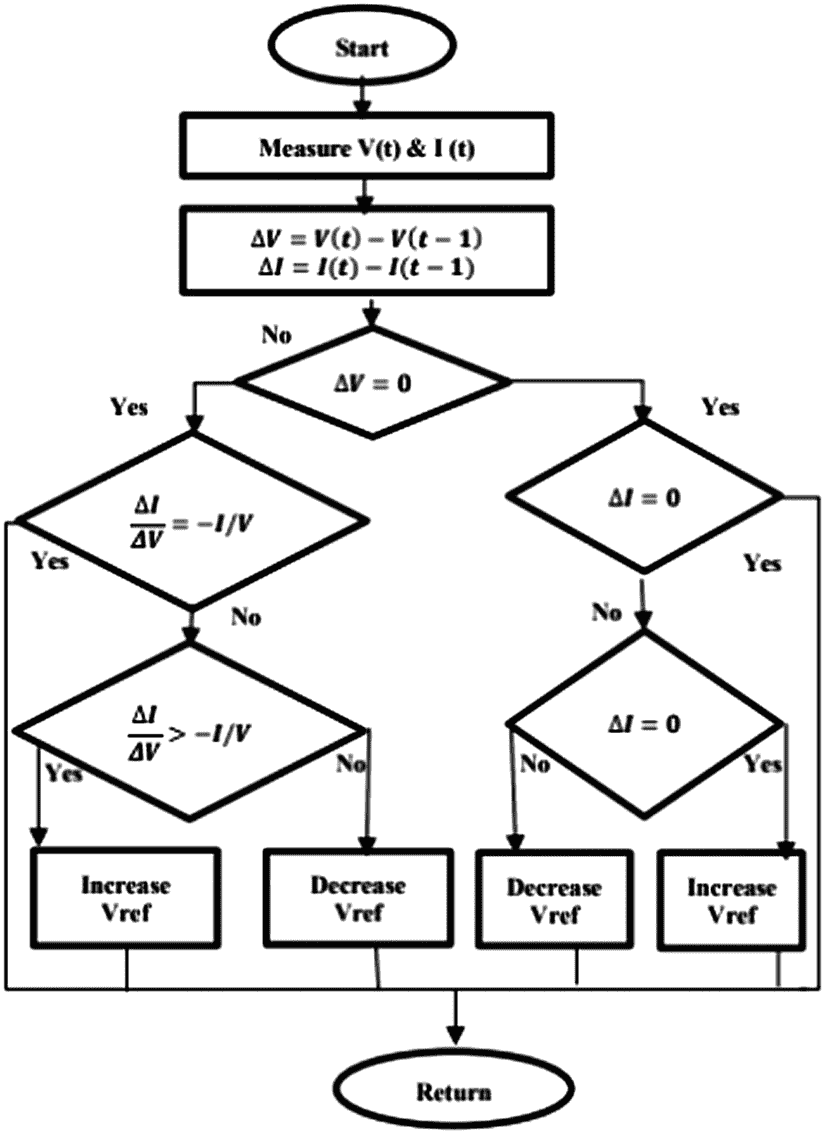 Start
Measure V(t) & I (t)
ΔV = V(t) − V(t − 1)
ΔI = I(t) − I(t − 1)
No
ΔV = 0
Yes
Yes
ΔI/ΔV = −I/V
ΔI = 0
Yes
Yes
No
No
ΔI/ΔV > −I/V
ΔI = 0
Yes
No
No
Yes
Increase
Vref
Decrease
Vref
Decrease
Vref
Increase
Vref
Return